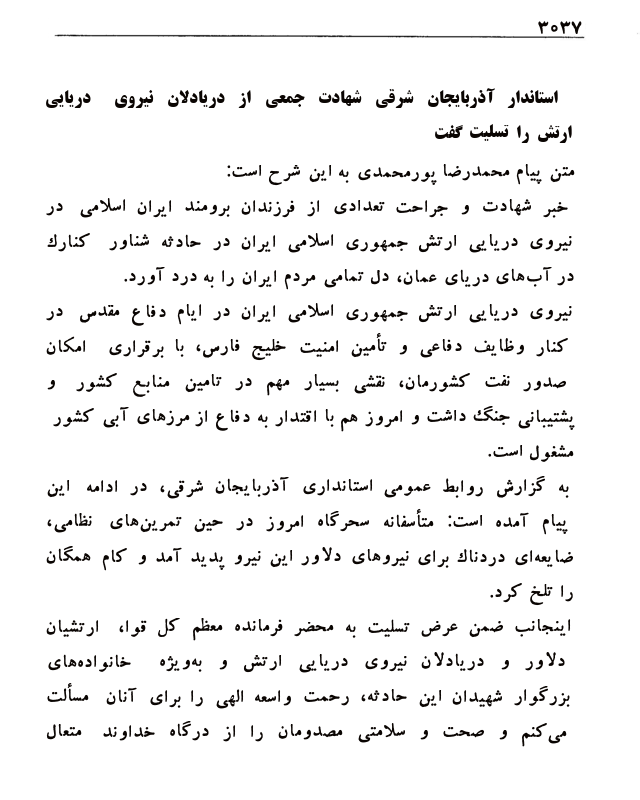 ۳۰۳۷
استاندار آذربایجان شرقی شهادت جمعی از دریادلان نیروی دریایی
ارتش را تسلیت گفت
متن پیام محمدرضا پورمحمدی به این شرح است:
خبر شهادت و جراحت تعدادی از فرزندان برومند ایران اسلامی در
نیروی دریایی ارتش جمهوری اسلامی ایران در حادثه شناور کنارک
در آب‌های دریای عمان، دل تمامی مردم ایران را به درد آورد.
نیروی دریایی ارتش جمهوری اسلامی ایران در ایام دفاع مقدس در
کنار وظایف دفاعی و تأمین امنیت خلیج فارس، با برقراری امکان
صدور نفت کشورمان، نقشی بسیار مهم در تامین منابع کشور و
پشتیبانی جنگ داشت و امروز هم با اقتدار به دفاع از مرزهای آبی کشور
مشغول است.
به گزارش روابط عمومی استانداری آذربایجان شرقی، در ادامه این
پیام آمده است: متأسفانه سحرگاه امروز در حین تمرین‌های نظامی،
ضایعه‌ای دردناک برای نیروهای دلاور این نیرو پدید آمد و کام همگان
را تلخ کرد.
اینجانب ضمن عرض تسلیت به محضر فرمانده معظم کل قوا، ارتشیان
دلاور و دریادلان نیروی دریایی ارتش و به‌ویژه خانواده‌های
بزرگوار شهیدان این حادثه، رحمت واسعه الهی را برای آنان مسألت
می‌کنم و صحت و سلامتی مصدومان را از درگاه خداوند متعال